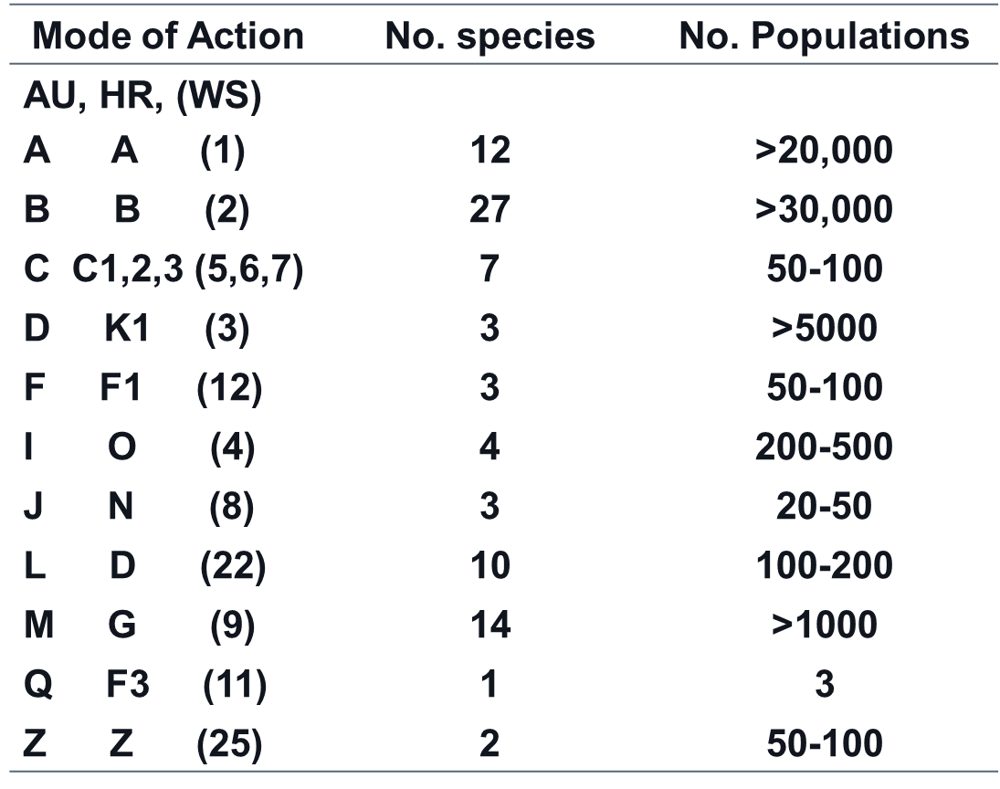 Mode of Action No. species No. Populations
AU, HR, (WS)
A A (1) 12 >20,000
B B (2) 27 >30,000
C C1,2,3 (5,6,7) 7 50-100
D K1 (3) 3 >5000
F F1 (12) 3 50-100
I O (4) 4 200-500
J N (8) 3 20-50
L D (22) 10 100-200
M G (9) 14 >1000
Q F3 (11) 1 3
Z Z (25) 2 50-100